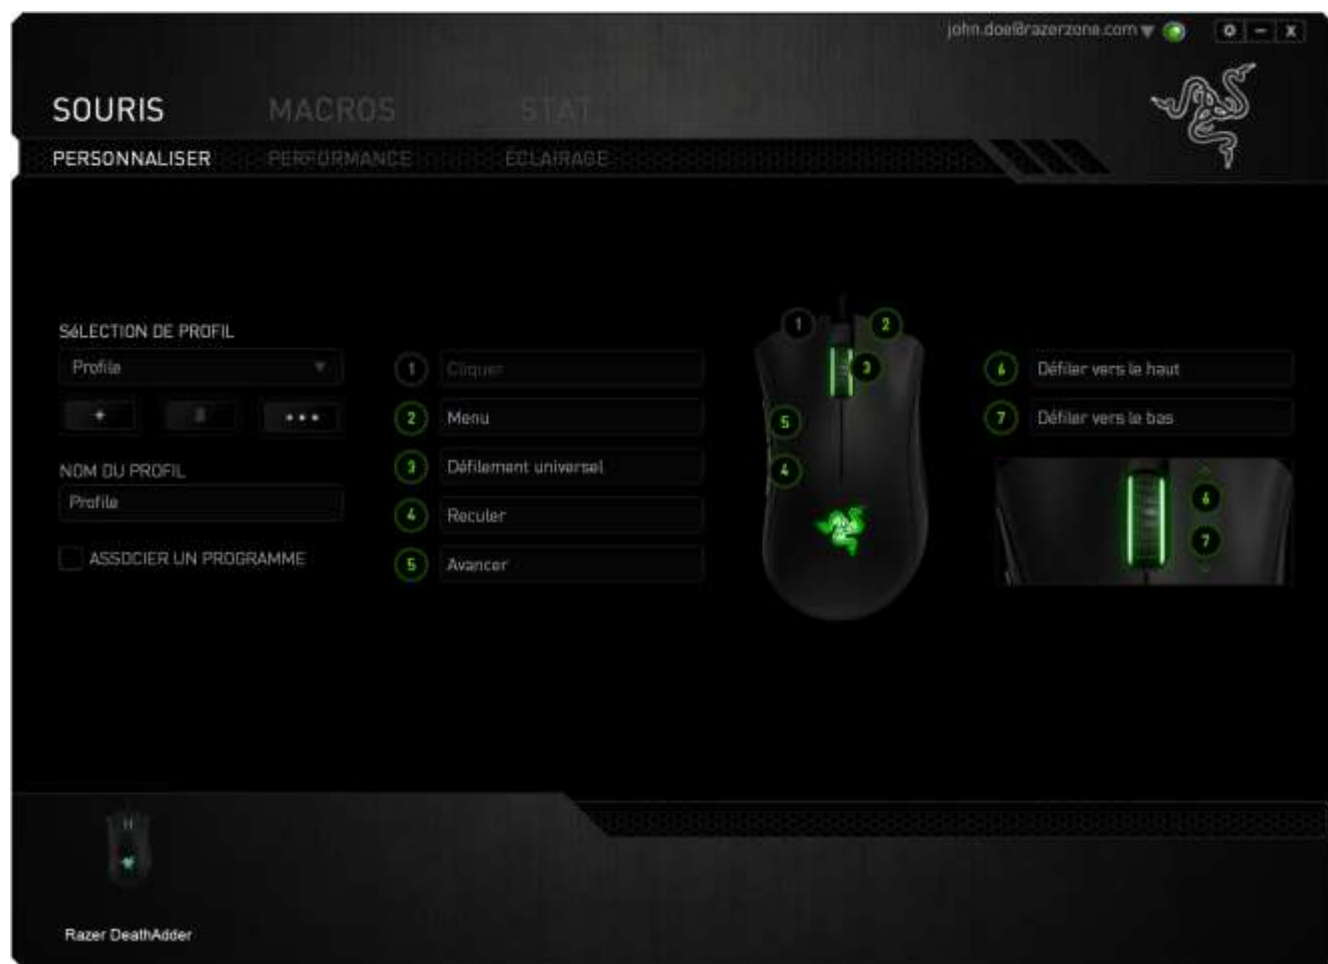 john.doe@razerzone.com
SOURIS MACROS STAT
PERSONNALISER PERFORMANCE ÉCLAIRAGE
SéLECTION DE PROFIL
Profile
NOM DU PROFIL
Profile
ASSOCIER UN PROGRAMME
1 Cliquer
2 Menu
3 Défilement universel
4 Reculer
5 Avancer
1
2
3
5
4
6 Défiler vers le haut
7 Défiler vers le bas
6
7
Razer DeathAdder